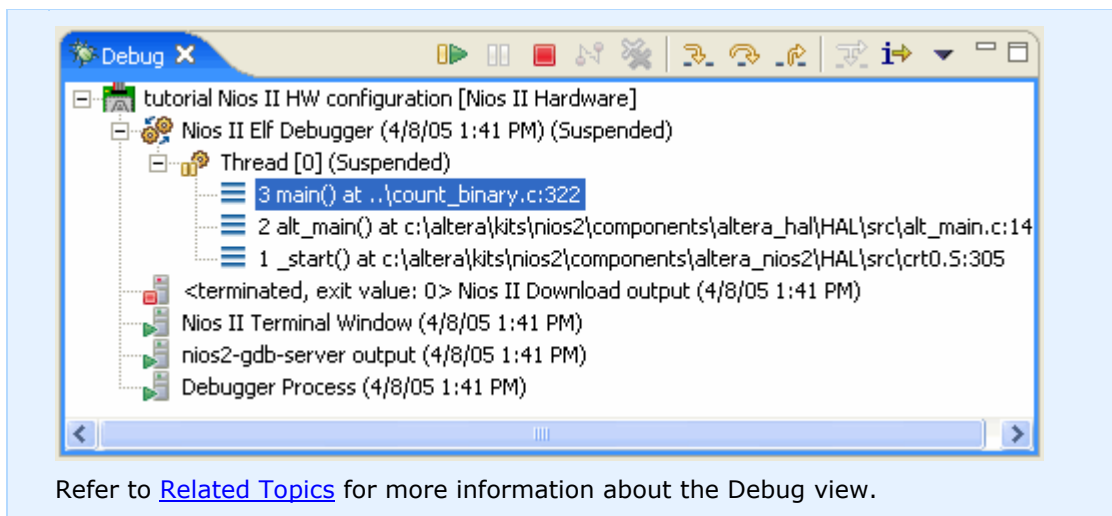 Debug
tutorial Nios II HW configuration [Nios II Hardware]
Nios II Elf Debugger (4/8/05 1:41 PM) (Suspended)
Thread [0] (Suspended)
3 main() at ..\count_binary.c:322
2 alt_main() at c:\altera\kits\nios2\components\altera_hal\HAL\src\alt_main.c:14
1 _start() at c:\altera\kits\nios2\components\altera_nios2\HAL\src\crt0.S:305
<terminated, exit value: 0> Nios II Download output (4/8/05 1:41 PM)
Nios II Terminal Window (4/8/05 1:41 PM)
nios2-gdb-server output (4/8/05 1:41 PM)
Debugger Process (4/8/05 1:41 PM)
Refer to Related Topics for more information about the Debug view.